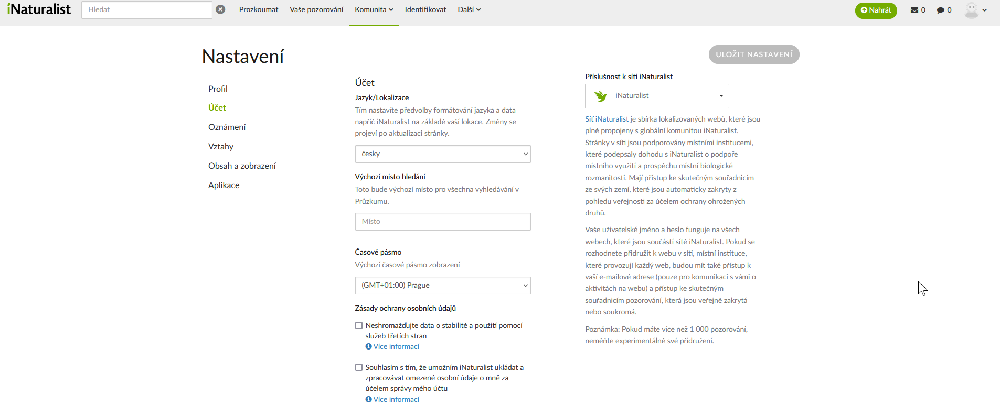 iNaturalist
Hledat
Prozkoumat
Vaše pozorování
Komunita
Identifikovat
Další
Nahrát
0
0
Nastavení
ULOŽIT NASTAVENÍ
Profil
Účet
Oznámení
Vztahy
Obsah a zobrazení
Aplikace
Účet
Jazyk/Lokalizace
Tím nastavíte předvolby formátování jazyka a data
napříč iNaturalist na základě vaší lokace. Změny se
projeví po aktualizaci stránky.
česky
Výchozí místo hledání
Toto bude výchozí místo pro všechna vyhledávání v
Průzkumu.
Místo
Časové pásmo
Výchozí časové pásmo zobrazení
(GMT+01:00) Prague
Zásady ochrany osobních údajů
Neshromažďujte data o stabilitě a použití pomocí
služeb třetích stran
Více informací
Souhlasím s tím, že umožním iNaturalist ukládat a
zpracovávat omezené osobní údaje o mně za
účelem správy mého účtu
Více informací
Příslušnost k síti iNaturalist
iNaturalist
Síť iNaturalist je sbírka lokalizovaných webů, které jsou
plně propojeny s globální komunitou iNaturalist.
Stránky v síti jsou podporovány místními institucemi,
které podepsaly dohodu s iNaturalist o podpoře
místního využití a prospěchu místní biologické
rozmanitosti. Mají přístup ke skutečným souřadnicím
ze svých zemí, které jsou automaticky zakryty z
pohledu veřejnosti za účelem ochrany ohrožených
druhů.
Vaše uživatelské jméno a heslo funguje na všech
webech, které jsou součástí sítě iNaturalist. Pokud se
rozhodnete přidružit k webu v síti, místní instituce,
které provozují každý web, budou mít také přístup k
vaší e-mailové adrese (pouze pro komunikaci s vámi o
aktivitách na webu) a přístup ke skutečným
souřadnicím pozorování, která jsou veřejně zakrytá
nebo soukromá.
Poznámka: Pokud máte více než 1 000 pozorování,
neměňte experimentálně své přidružení.